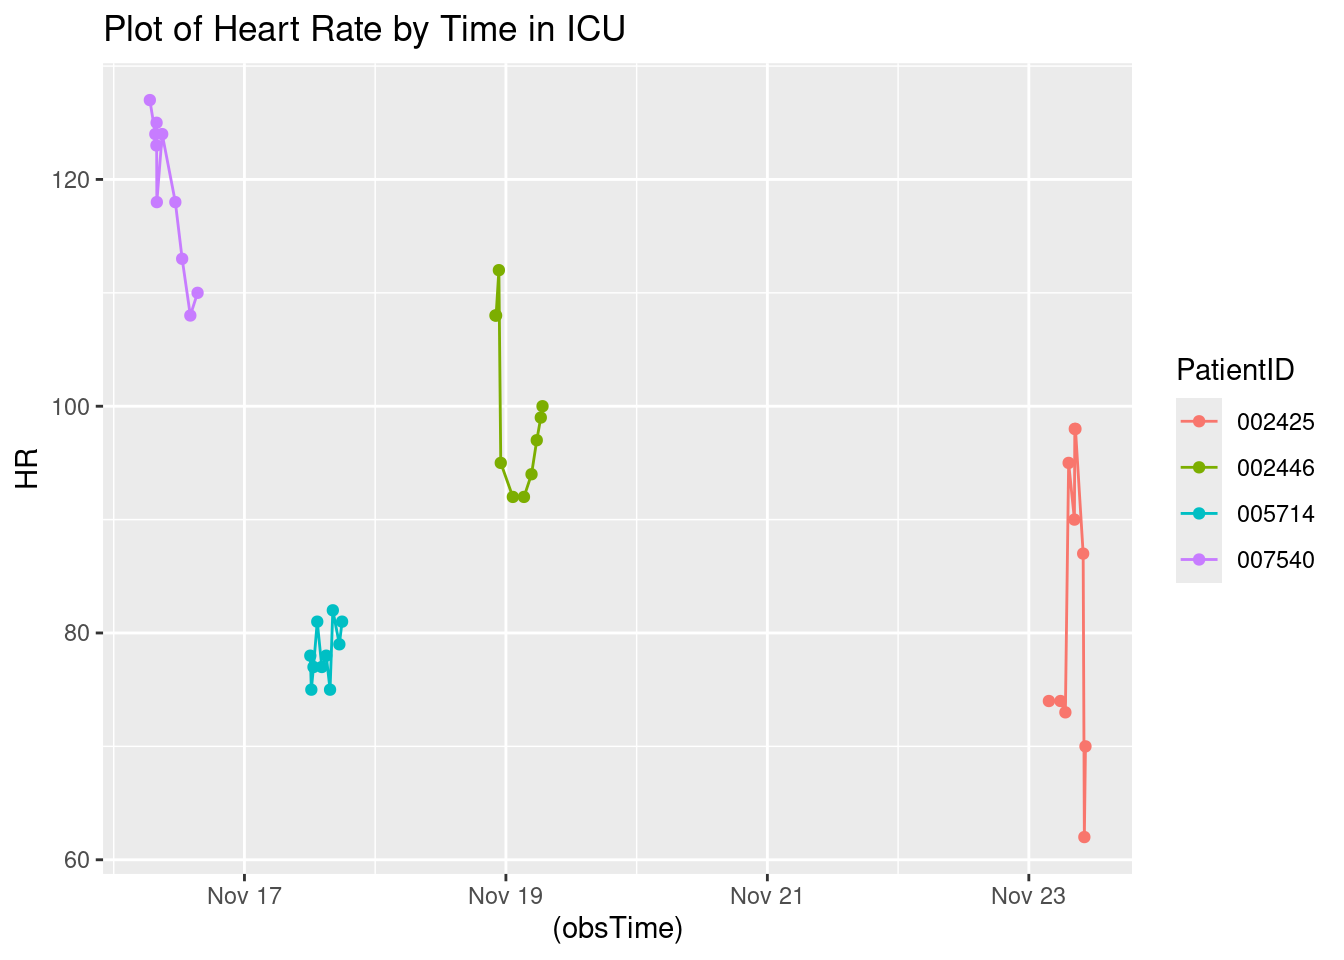 Plot of Heart Rate by Time in ICU
120
100
80
60
HR
Nov 17
Nov 19
Nov 21
Nov 23
(obsTime)
PatientID
002425
002446
005714
007540